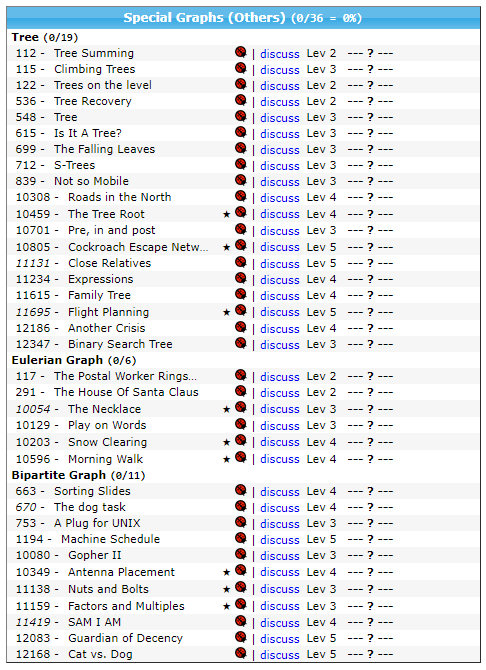 Special Graphs (Others) (0/36 = 0%)
Tree (0/19)
112 - Tree Summing | discuss Lev 2 --- ? ---
115 - Climbing Trees | discuss Lev 3 --- ? ---
122 - Trees on the level | discuss Lev 2 --- ? ---
536 - Tree Recovery | discuss Lev 2 --- ? ---
548 - Tree | discuss Lev 3 --- ? ---
615 - Is It A Tree? | discuss Lev 3 --- ? ---
699 - The Falling Leaves | discuss Lev 3 --- ? ---
712 - S-Trees | discuss Lev 3 --- ? ---
839 - Not so Mobile | discuss Lev 3 --- ? ---
10308 - Roads in the North | discuss Lev 4 --- ? ---
10459 - The Tree Root ★ | discuss Lev 4 --- ? ---
10701 - Pre, in and post | discuss Lev 3 --- ? ---
10805 - Cockroach Escape Netw... ★ | discuss Lev 5 --- ? ---
11131 - Close Relatives | discuss Lev 5 --- ? ---
11234 - Expressions | discuss Lev 4 --- ? ---
11615 - Family Tree | discuss Lev 4 --- ? ---
11695 - Flight Planning ★ | discuss Lev 5 --- ? ---
12186 - Another Crisis | discuss Lev 4 --- ? ---
12347 - Binary Search Tree | discuss Lev 3 --- ? ---
Eulerian Graph (0/6)
117 - The Postal Worker Rings... | discuss Lev 2 --- ? ---
291 - The House Of Santa Claus | discuss Lev 2 --- ? ---
10054 - The Necklace ★ | discuss Lev 3 --- ? ---
10129 - Play on Words | discuss Lev 3 --- ? ---
10203 - Snow Clearing ★ | discuss Lev 4 --- ? ---
10596 - Morning Walk ★ | discuss Lev 4 --- ? ---
Bipartite Graph (0/11)
663 - Sorting Slides | discuss Lev 4 --- ? ---
670 - The dog task | discuss Lev 4 --- ? ---
753 - A Plug for UNIX | discuss Lev 3 --- ? ---
1194 - Machine Schedule | discuss Lev 5 --- ? ---
10080 - Gopher II | discuss Lev 3 --- ? ---
10349 - Antenna Placement ★ | discuss Lev 4 --- ? ---
11138 - Nuts and Bolts ★ | discuss Lev 3 --- ? ---
11159 - Factors and Multiples ★ | discuss Lev 3 --- ? ---
11419 - SAM I AM | discuss Lev 4 --- ? ---
12083 - Guardian of Decency | discuss Lev 5 --- ? ---
12168 - Cat vs. Dog | discuss Lev 5 --- ? ---